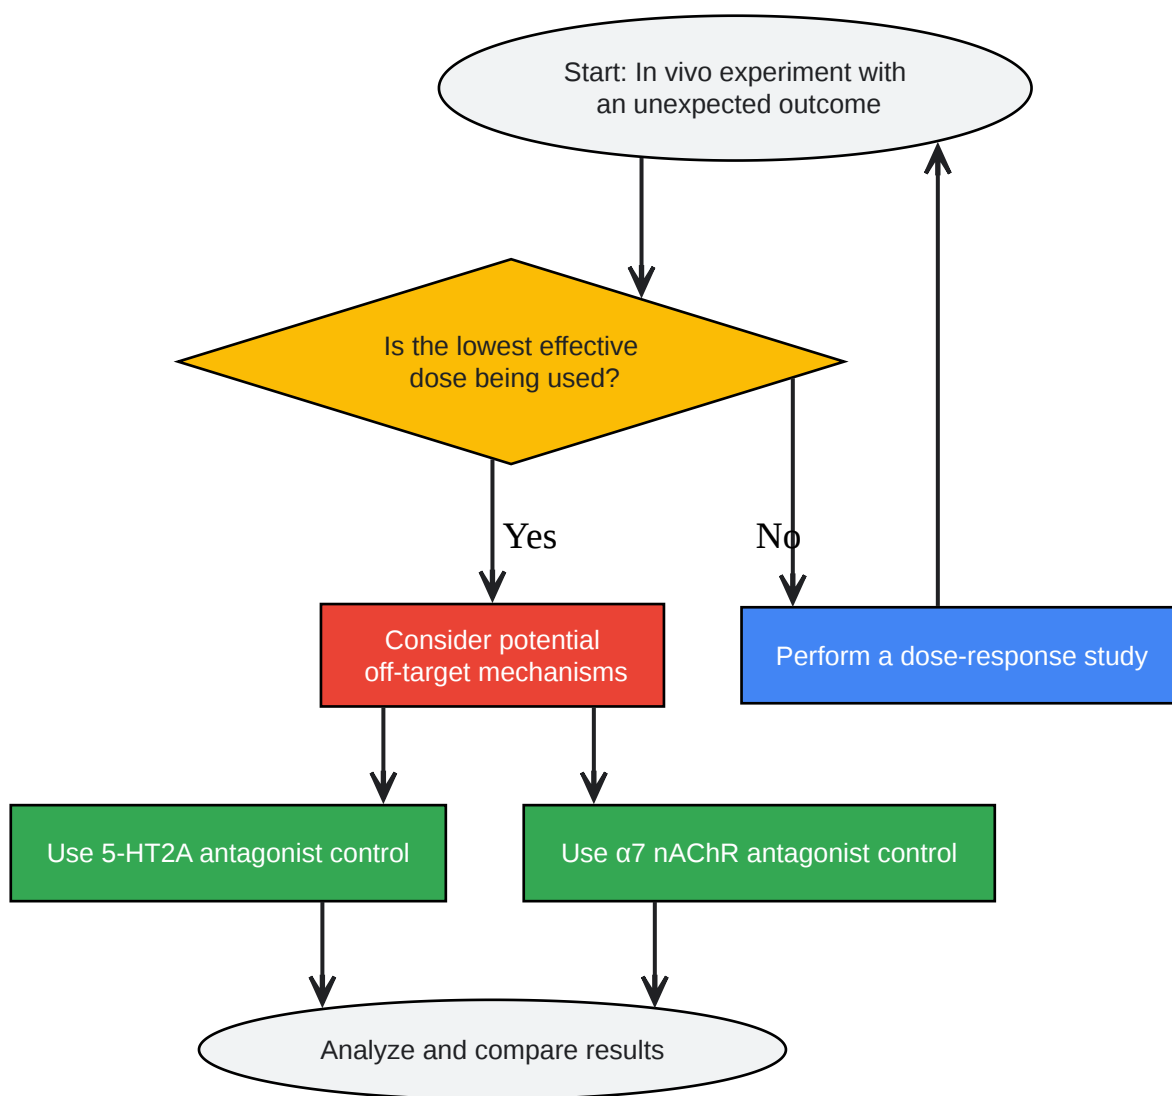 Start: In vivo experiment with
an unexpected outcome
Is the lowest effective
dose being used?
Yes
No
Consider potential
off-target mechanisms
Perform a dose-response study
Use 5-HT2A antagonist control
Use α7 nAChR antagonist control
Analyze and compare results